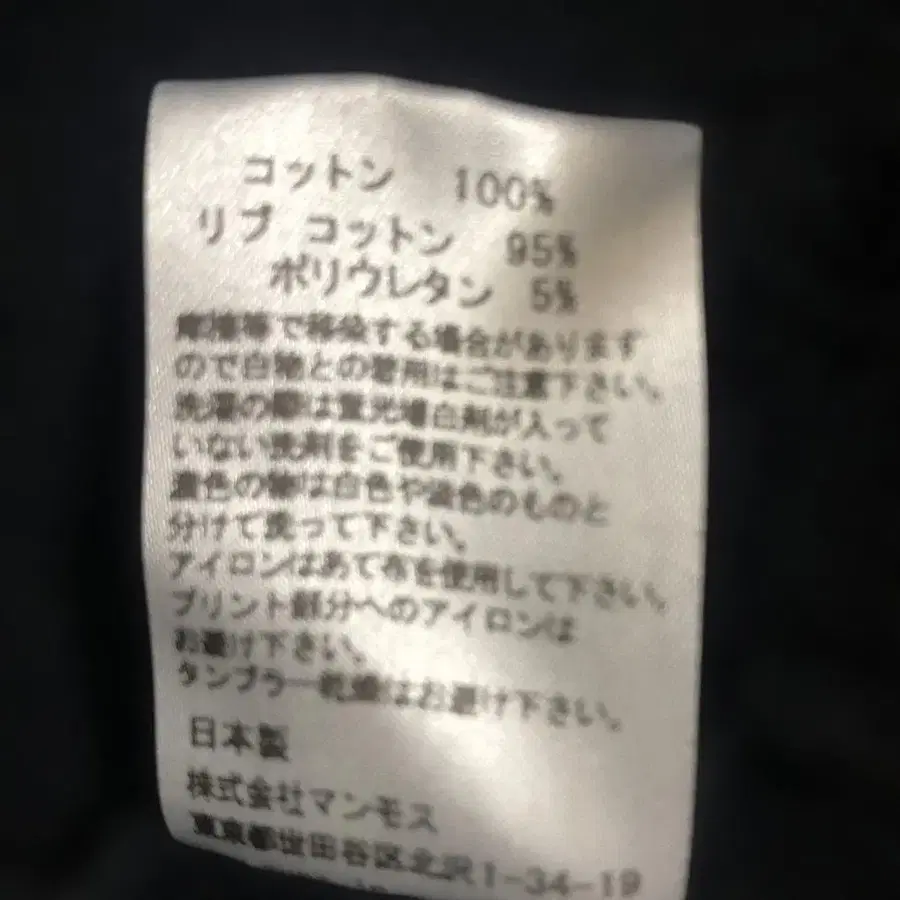 コットン 100%
リブ コットン 95%
ポリウレタン 5%
摩擦等で移染する場合があります
ので白物との着用はご注意下さい。
洗濯の際は蛍光増白剤が入って
いない洗剤をご使用下さい。
濃色の物は白色や淡色のものと
分けて洗って下さい。
アイロンはあて布を使用して下さい。
プリント部分へのアイロンは
お避け下さい。
タンブラー乾燥はお避け下さい。
日本製
株式会社マンモス
東京都世田谷区北沢1-34-19